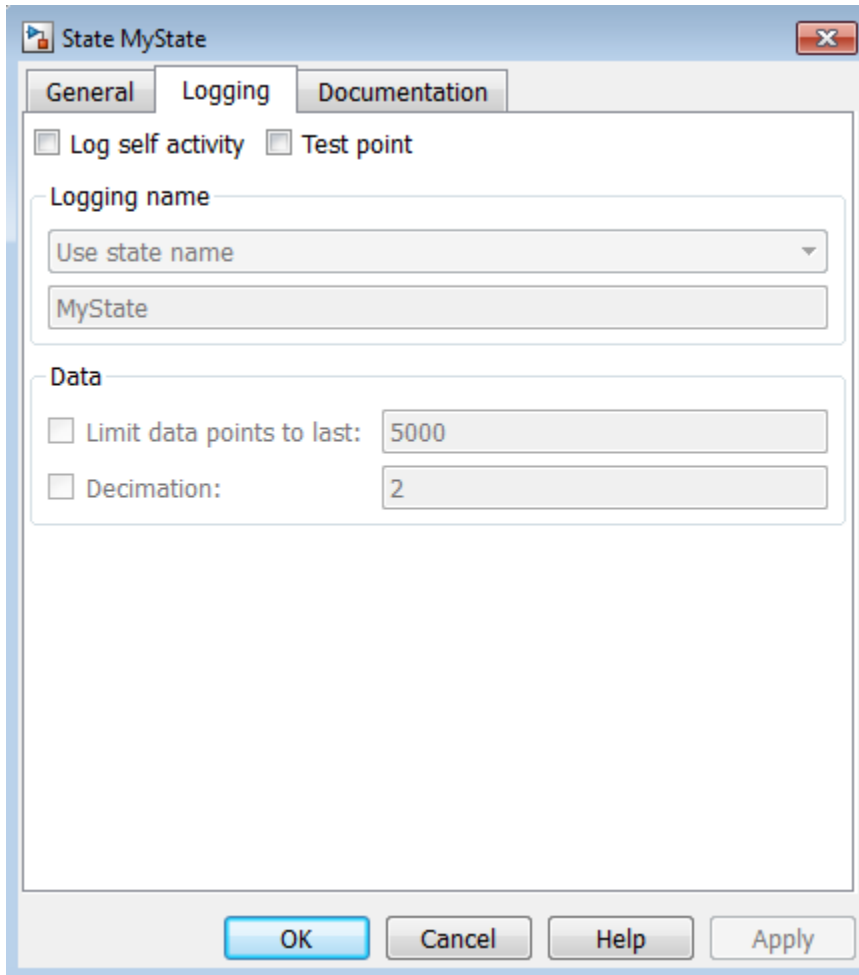 State MyState
General Logging Documentation
Log self activity Test point
Logging name
Use state name
MyState
Data
Limit data points to last: 5000
Decimation: 2
OK Cancel Help Apply